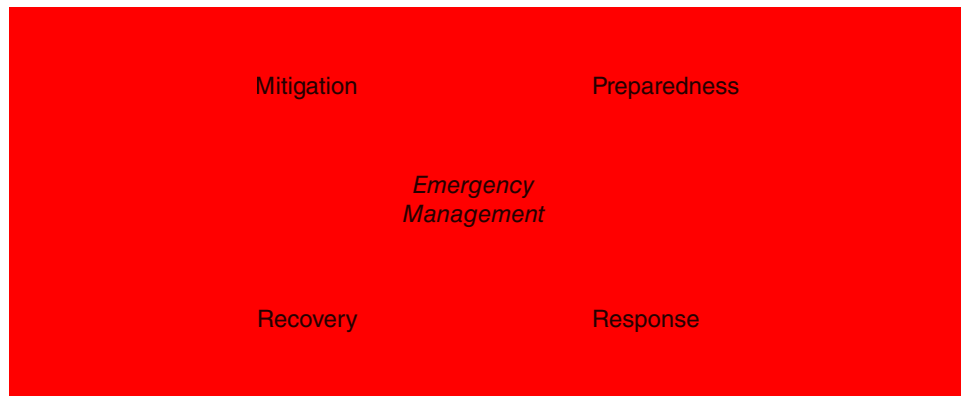 Mitigation
Preparedness
Emergency
Management
Recovery
Response